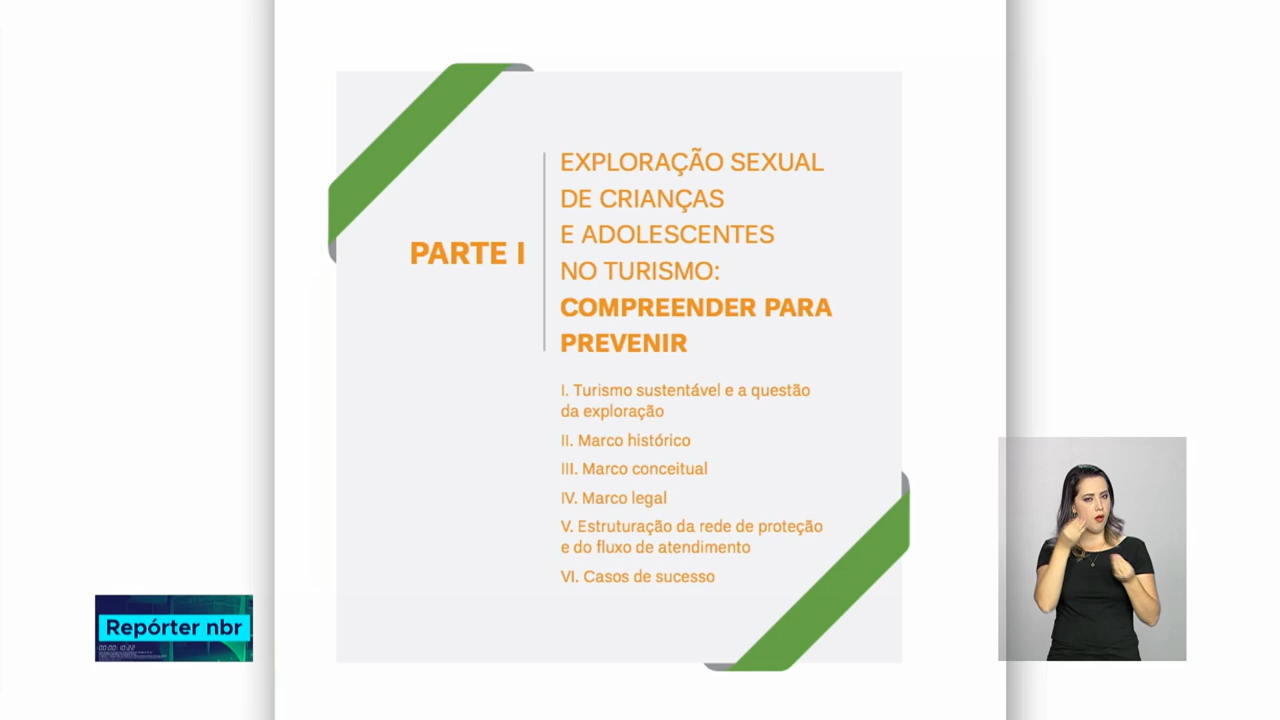 PARTE I
EXPLORAÇÃO SEXUAL
DE CRIANÇAS
E ADOLESCENTES
NO TURISMO:
COMPREENDER PARA
PREVENIR
I. Turismo sustentável e a questão
da exploração
II. Marco histórico
III. Marco conceitual
IV. Marco legal
V. Estruturação da rede de proteção
e do fluxo de atendimento
VI. Casos de sucesso
Repórter nbr